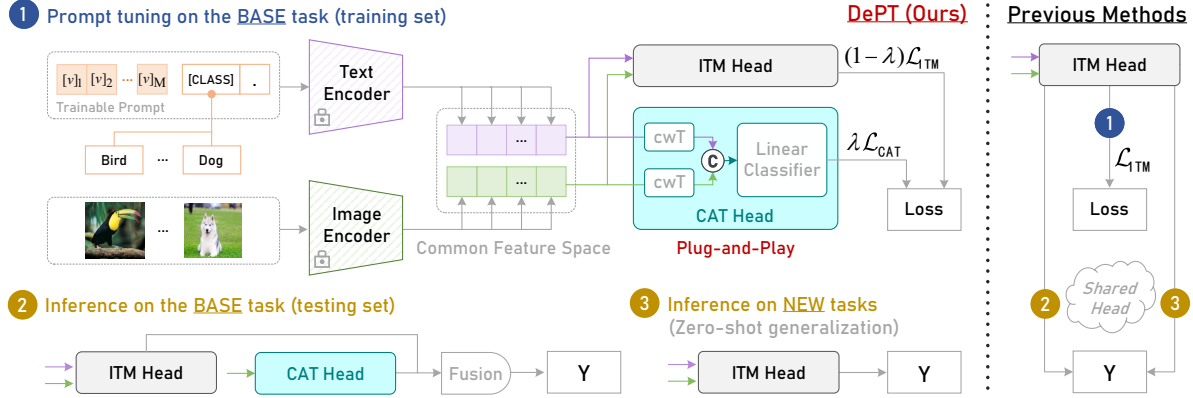 1 Prompt tuning on the BASE task (training set)
[v]1 [v]2 ... [v]M [CLASS] .
Trainable Prompt
Bird ... Dog
Text
Encoder
...
Image
Encoder
...
...
Common Feature Space
DePT (Ours)
ITM Head
(1-λ)ℒITM
cwT
cwT
C
Linear
Classifier
CAT Head
λℒCAT
Loss
Plug-and-Play
Previous Methods
ITM Head
1
ℒITM
Loss
2
Shared
Head
3
Y
2 Inference on the BASE task (testing set)
ITM Head
CAT Head
Fusion
Y
3 Inference on NEW tasks
(Zero-shot generalization)
ITM Head
Y